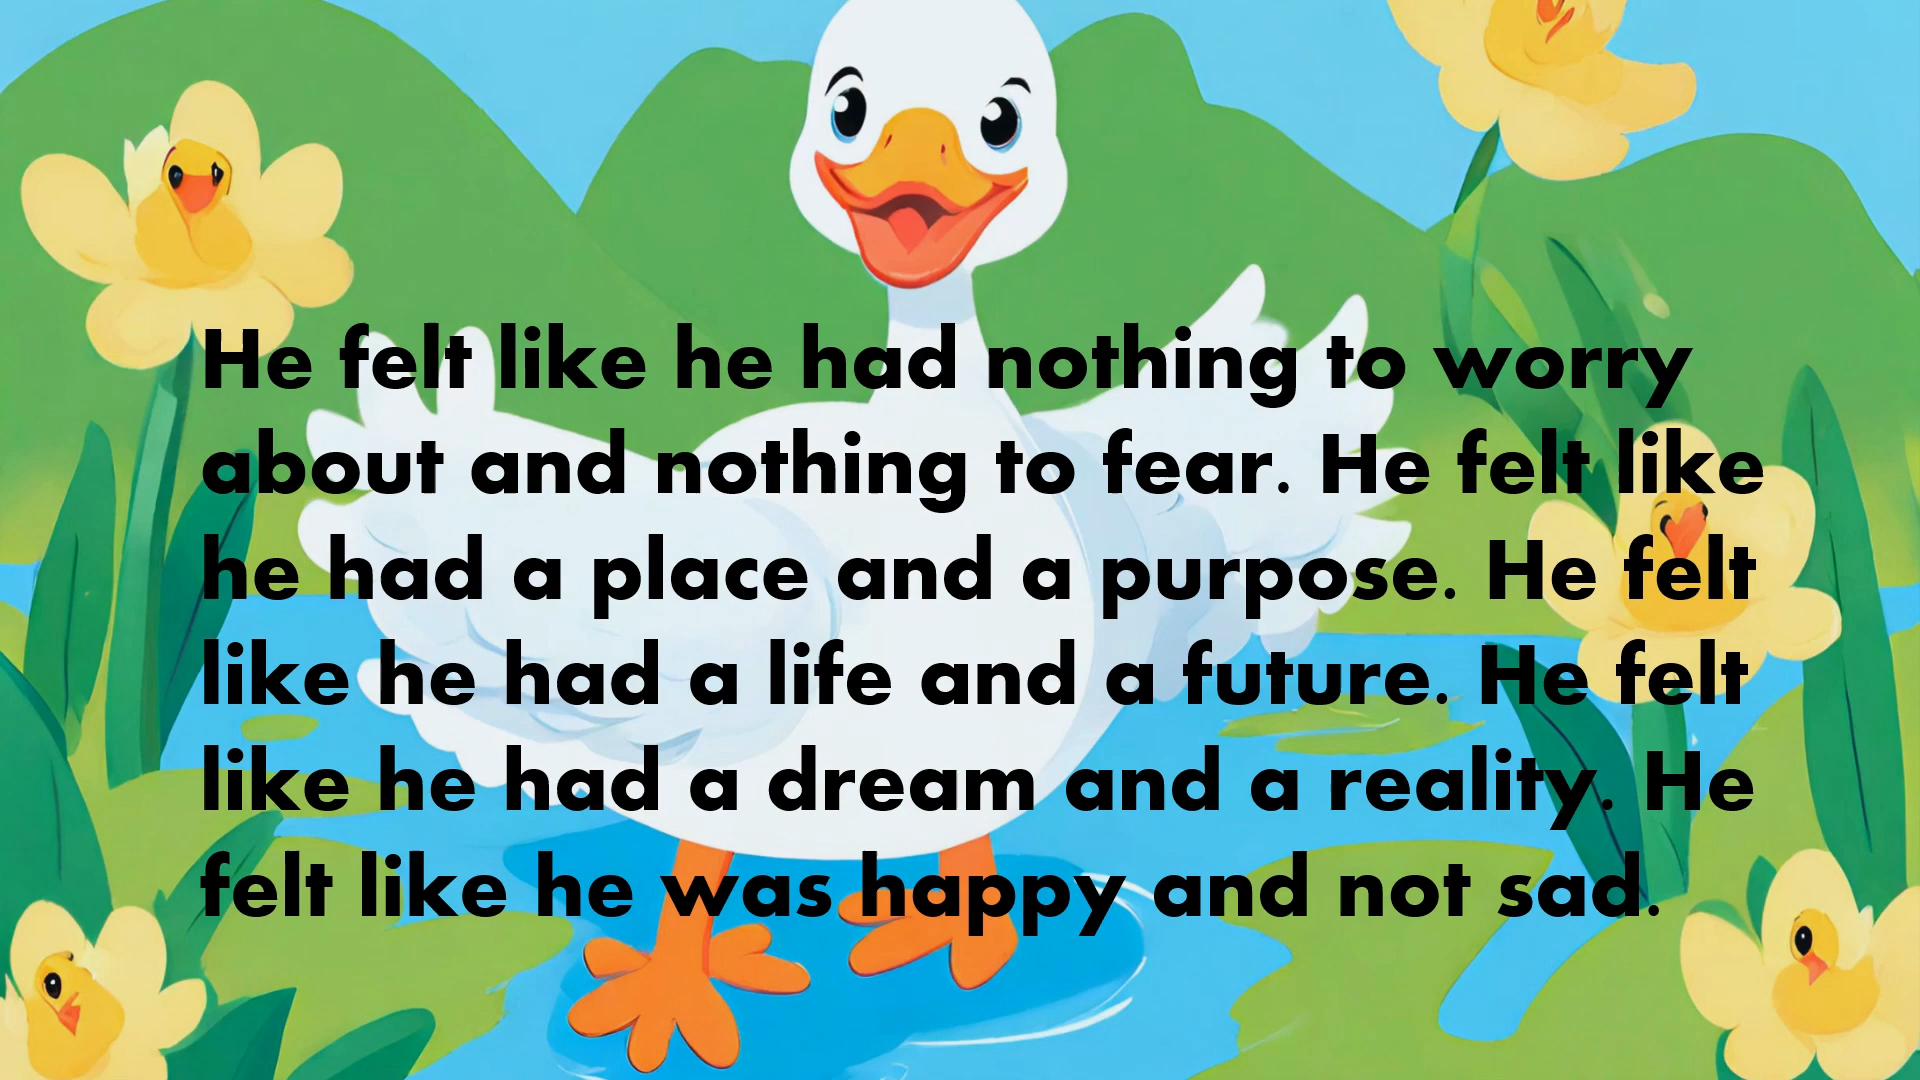 He felt like he had nothing to worry
about and nothing to fear. He felt like
he had a place and a purpose. He felt
like he had a life and a future. He felt
like he had a dream and a reality. He
felt like he was happy and not sad.